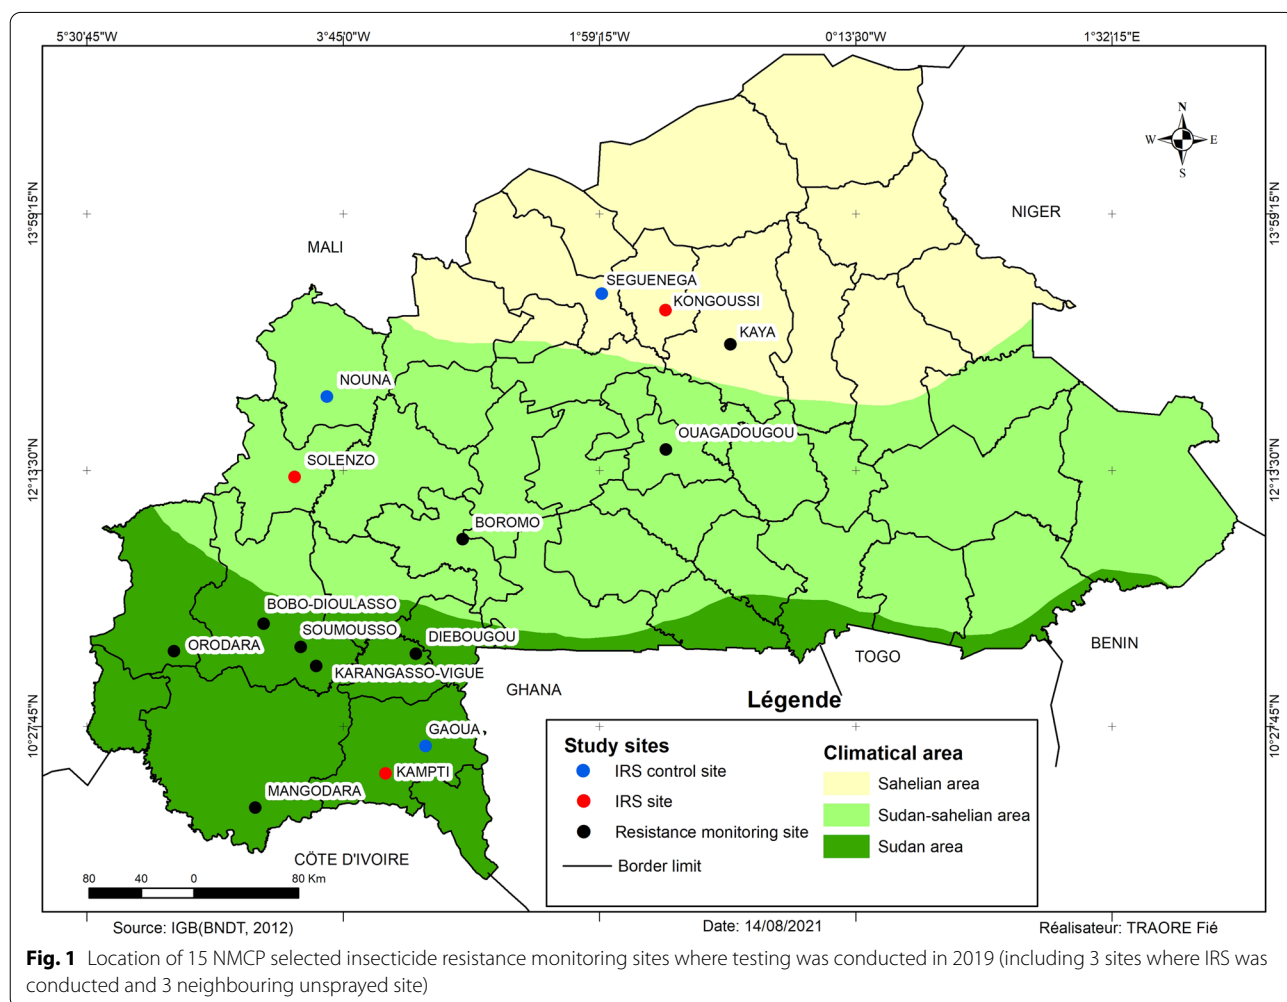 5°30'45"W 3°45'0"W 1°59'15"W 0°13'30"W 1°32'15"E
N
W E
S
13°59'15"N 13°59'15"N
NIGER
MALI
SEGUENEGA
KONGOUSSI
KAYA
NOUNA
OUAGADOUGOU
SOLENZO
12°13'30"N 12°13'30"N
BOROMO
BOBO-DIOULASSO
SOUMOUSSO
DIEBOUGOU
ORODARA
BENIN
TOGO
KARANGASSO-VIGUE
GHANA
Légende
10°27'45"N 10°27'45"N
GAOUA
KAMPTI
MANGODARA
CÖTE D'IVOIRE
Study sites
IRS control site
IRS site
Resistance monitoring site
Border limit
Climatical area
Sahelian area
Sudan-sahelian area
Sudan area
80 40 0 80 Km
Source: IGB(BNDT, 2012) Date: 14/08/2021 Réalisateur: TRAORE Fié
Fig. 1 Location of 15 NMCP selected insecticide resistance monitoring sites where testing was conducted in 2019 (including 3 sites where IRS was
conducted and 3 neighbouring unsprayed site)